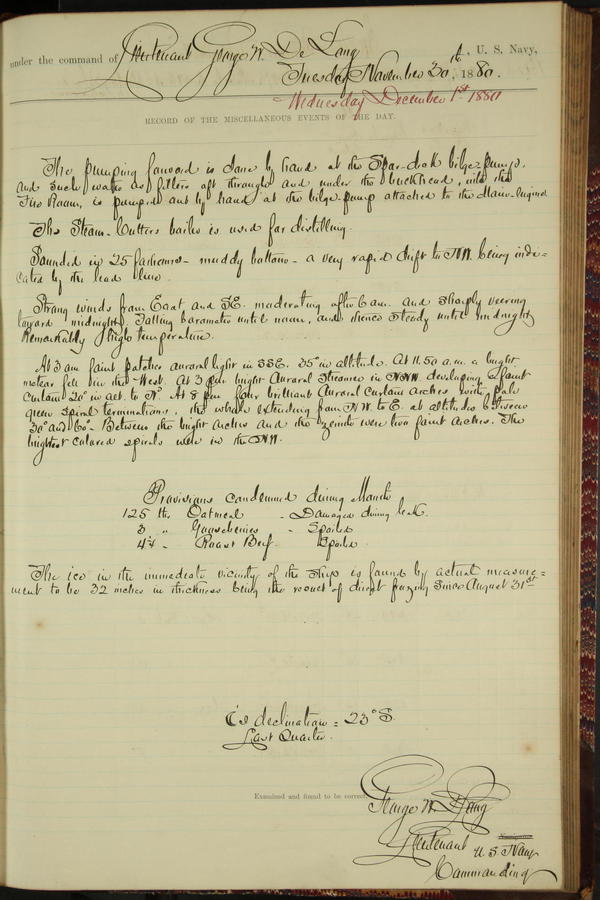 under the command of Lieutenant George W. De Long, U. S. Navy,
Tuesday November 30th, 1880.
Wednesday December 1st 1880
RECORD OF THE MISCELLANEOUS EVENTS OF THE DAY.
The pumping forward is done by hand at the Spar-deck bilge-pumps,
and such water as filters aft through and under the bulkhead, into the
Fire Room, is pumped out by hand at the bilge-pump attached to the Main-Engine.
The Steam-Cutters boiler is used for distilling.
Sounded in 25 fathoms - muddy bottom - a very rapid drift to NW. being indi=
cated by the lead line.
Strong winds from East and SE. moderating after 6 a.m. and sharply veering
toward midnight. Falling barometer until noon, and thence steady until midnight
Remarkably high temperature.
At 3 am faint patches auroral light in SSE. 35° in altitude. At 11.50 a.m. a bright
meteor fell in the West. At 3 pm bright Auroral Streamer in NNW. developing a faint
Curtain 20° in alt. to Nd. At 8 pm four brilliant Auroral Curtain arches with pale
green spiral terminations, the whole extending from NW. to E. at altitudes between
30° and 60°. Between the bright arches and the zenith were two faint arches. The
brightest colored spirals were in the NW.
Provisions condemned during Month
125 lbs Oatmeal - Damaged during leak.
3 " Gooseberries - Spoiled
4 " Roast Beef - Spoiled
The ice in the immediate vicinity of the Ship is found by actual measure=
ment to be 32 inches in thickness being the result of direct freezing since August 31st
declination = 23° S.
Last Quarter.
Examined and found to be correct.
George W. De Long
Lieutenant U. S. Navy
Commanding